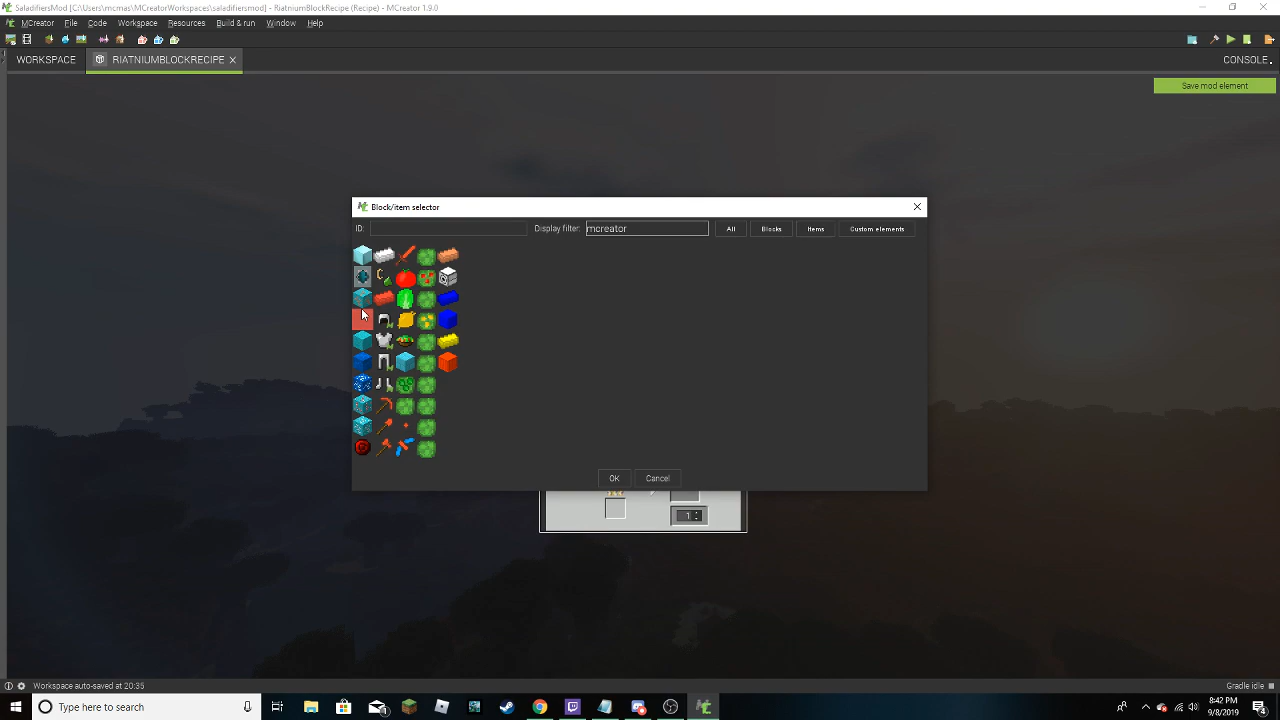 SaladifiersMod [C:\Users\mcmas\MCreatorWorkspaces\saladifiersmod] - RiatniumBlockRecipe (Recipe) - MCreator 1.9.0
MCreator File Code Workspace Resources Build & run Window Help
WORKSPACE RIATNIUMBLOCKRECIPE CONSOLE
Save mod element
Block/item selector
ID: Display filter: mcreator All Blocks Items Custom elements
OK Cancel
1
Workspace auto-saved at 20:35 Gradle idle
Type here to search
8:42 PM
9/8/2019